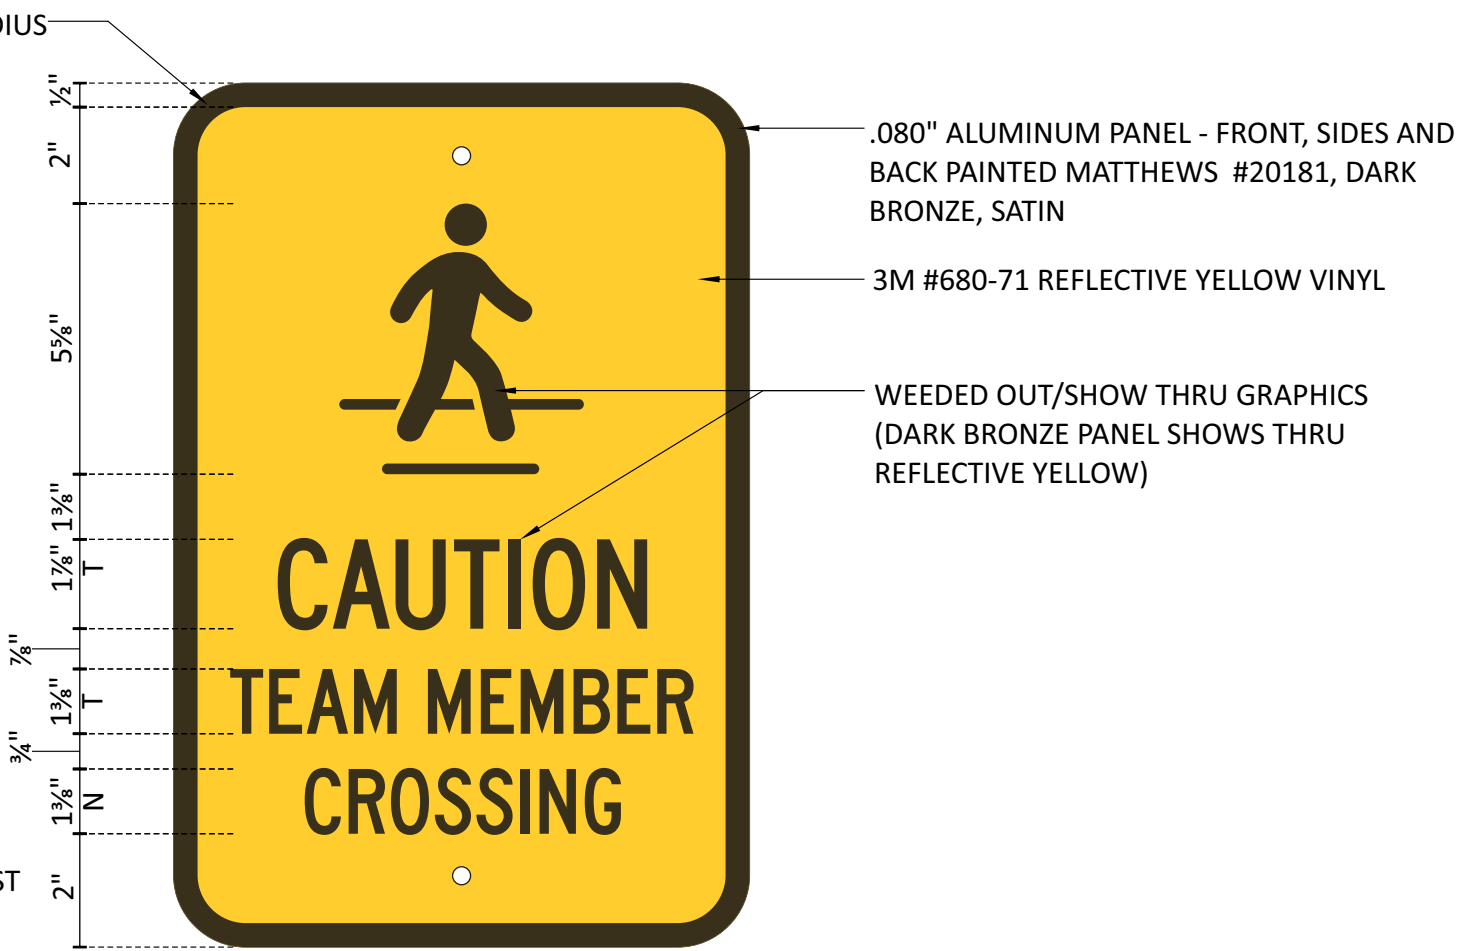 ½"
2"
.080" ALUMINUM PANEL - FRONT, SIDES AND
BACK PAINTED MATTHEWS #20181, DARK
BRONZE, SATIN
3M #680-71 REFLECTIVE YELLOW VINYL
5⅝"
WEEDED OUT/SHOW THRU GRAPHICS
(DARK BRONZE PANEL SHOWS THRU
REFLECTIVE YELLOW)
1⅜"
1⅞"
T
CAUTION
⅞"
1⅜"
T
TEAM MEMBER
¾"
1⅜"
N
CROSSING
2"